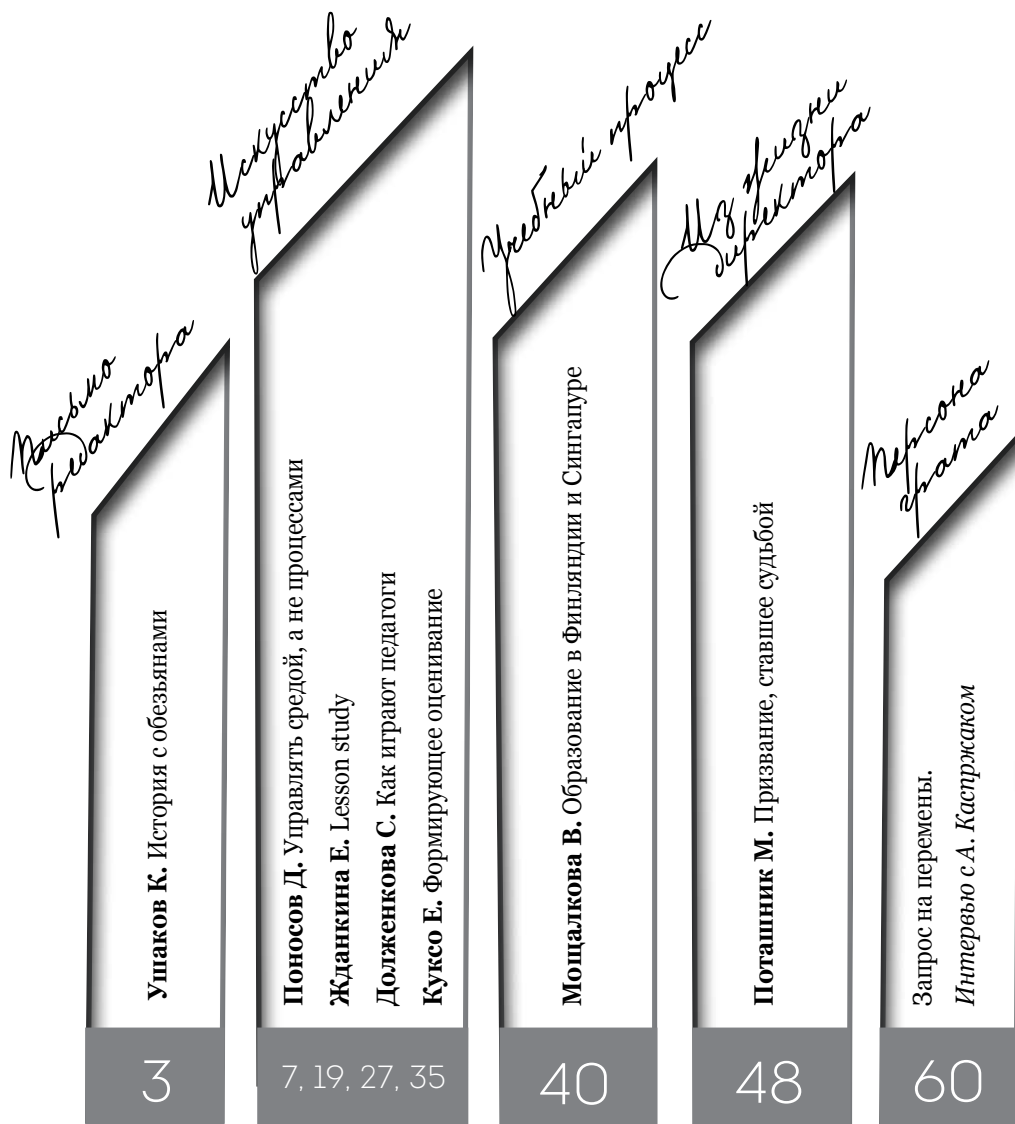 Письмо
редактора
Ушаков К. История с обезьянами
3
Искусство
управления
Поносов Д. Управлять средой, а не процессами
Жданкина Е. Lesson study
Долженкова С. Как играют педагоги
Куксо Е. Формирующее оценивание
7, 19, 27, 35
Учебный процесс
Мощалкова В. Образование в Финляндии и Сингапуре
40
Из жизни
директора
Поташник М. Призвание, ставшее судьбой
48
Персона
грата
Запрос на перемены.
Интервью с А. Каспржаком
60